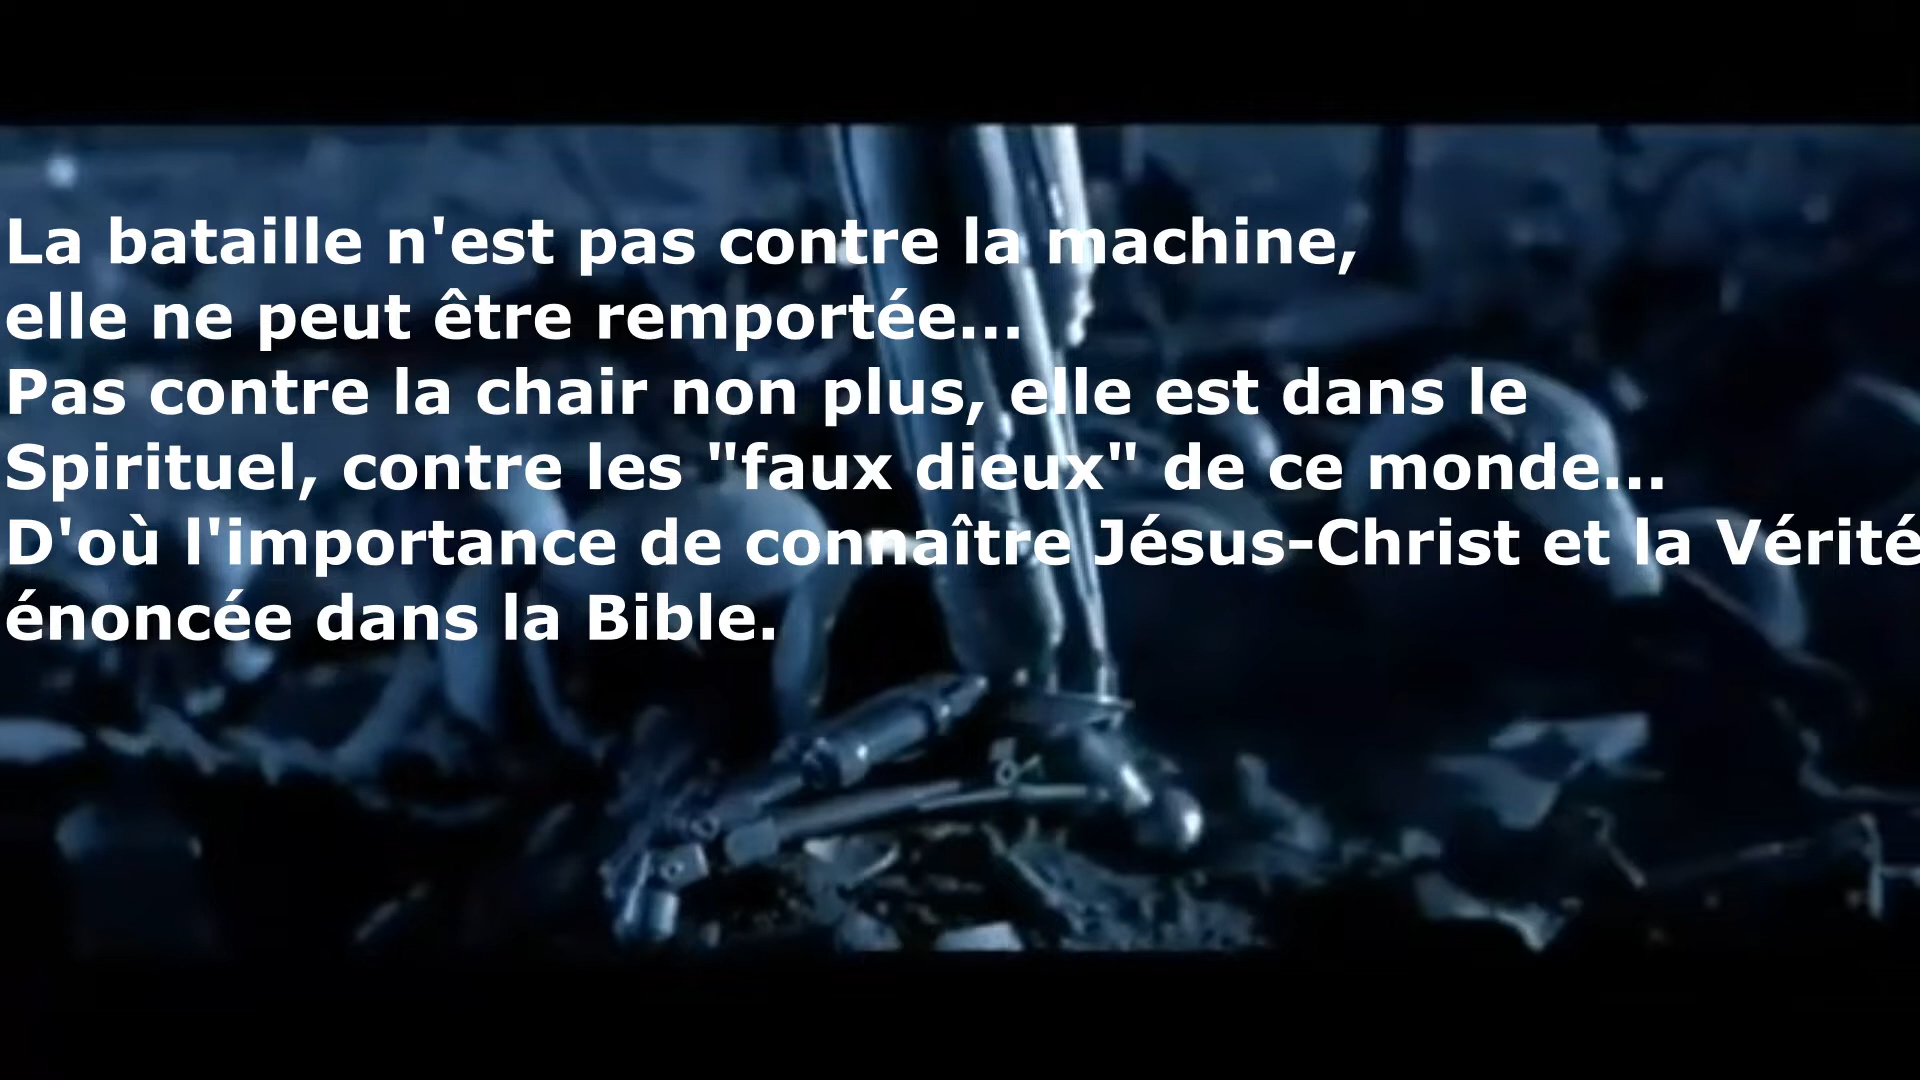 La bataille n'est pas contre la machine,
elle ne peut être remportée...
Pas contre la chair non plus, elle est dans le
Spirituel, contre les "faux dieux" de ce monde...
D'où l'importance de connaître Jésus-Christ et la Vérité
énoncée dans la Bible.